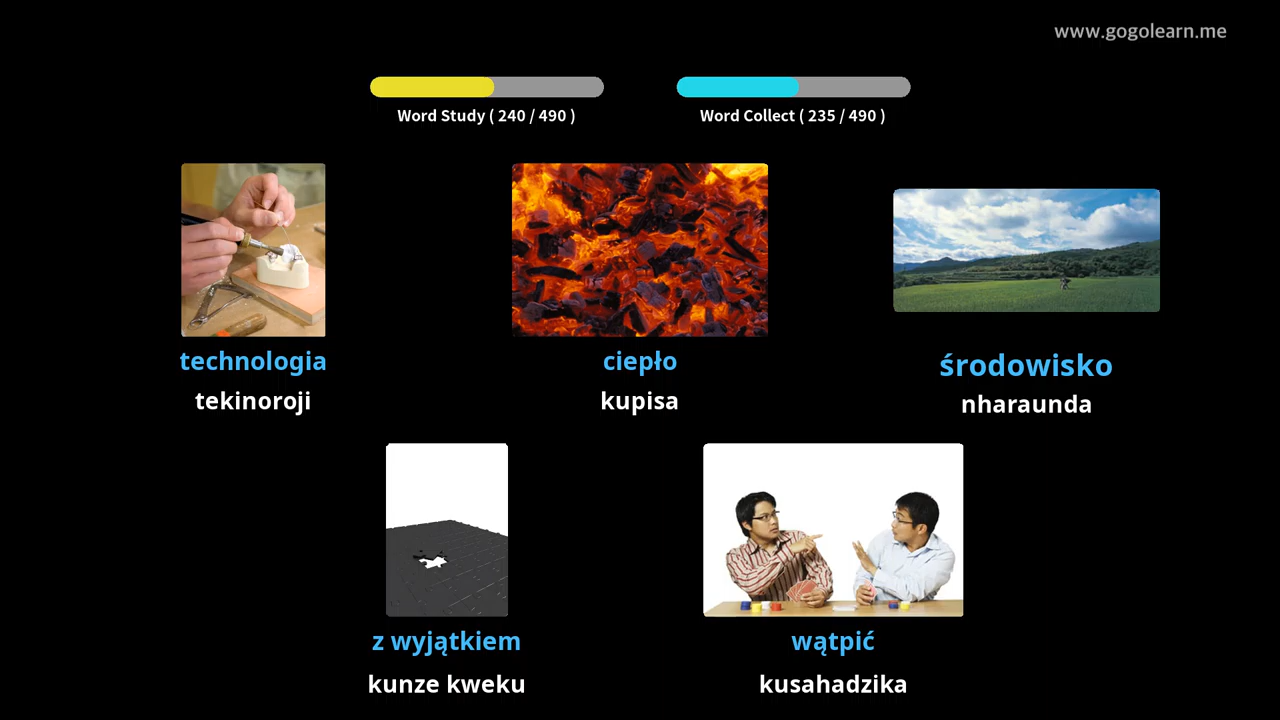 www.gogolearn.me
Word Study ( 240 / 490 )
Word Collect ( 235 / 490 )
technologia
tekinoroji
ciepło
kupisa
środowisko
nharaunda
z wyjątkiem
kunze kweku
wątpić
kusahadzika